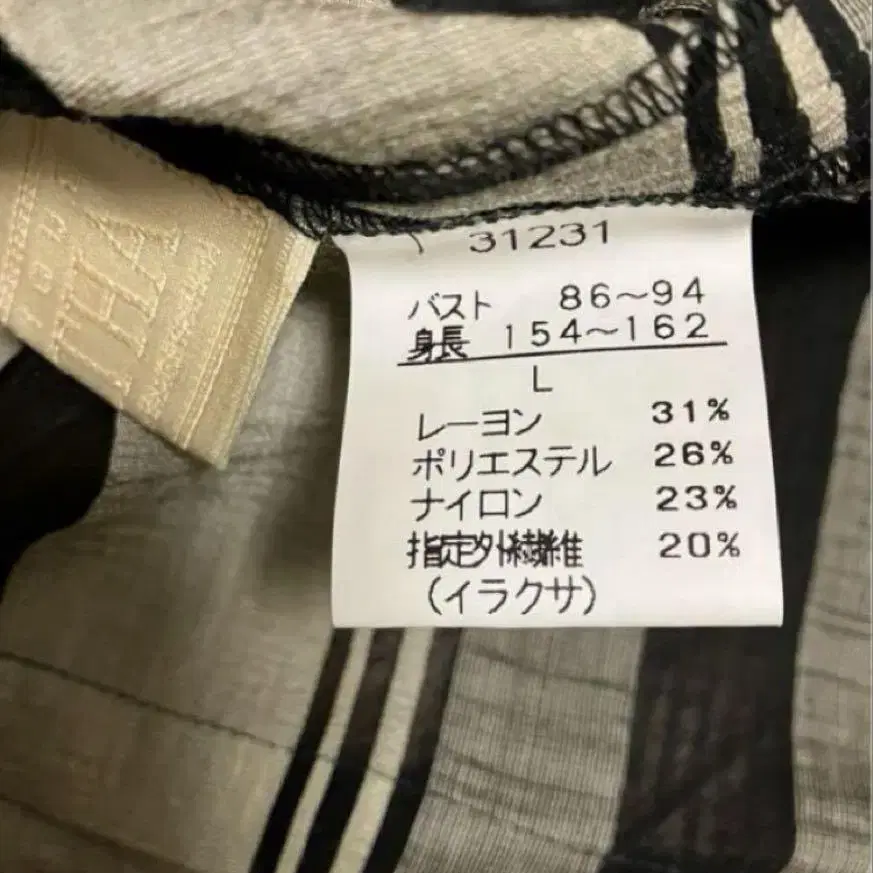 31231
バスト 86〜94
身長 154〜162
L
レーヨン 31%
ポリエステル 26%
ナイロン 23%
指定外繊維 20%
(イラクサ)